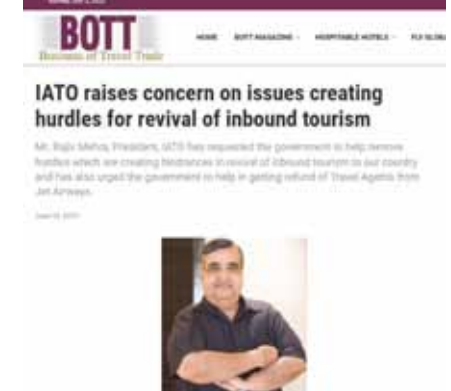 BOTT
Business of Travel Trade
HOME BOTT MAGAZINE HOSPITABLE HOTELS FLY GLOBAL
IATO raises concern on issues creating
hurdles for revival of inbound tourism
Mr. Rajiv Mehra, President, IATO has requested the government to help remove
hurdles which are creating hindrances in revival of inbound tourism to our country
and has also urged the government to help in getting refund of Travel Agents from
Jet Airways.